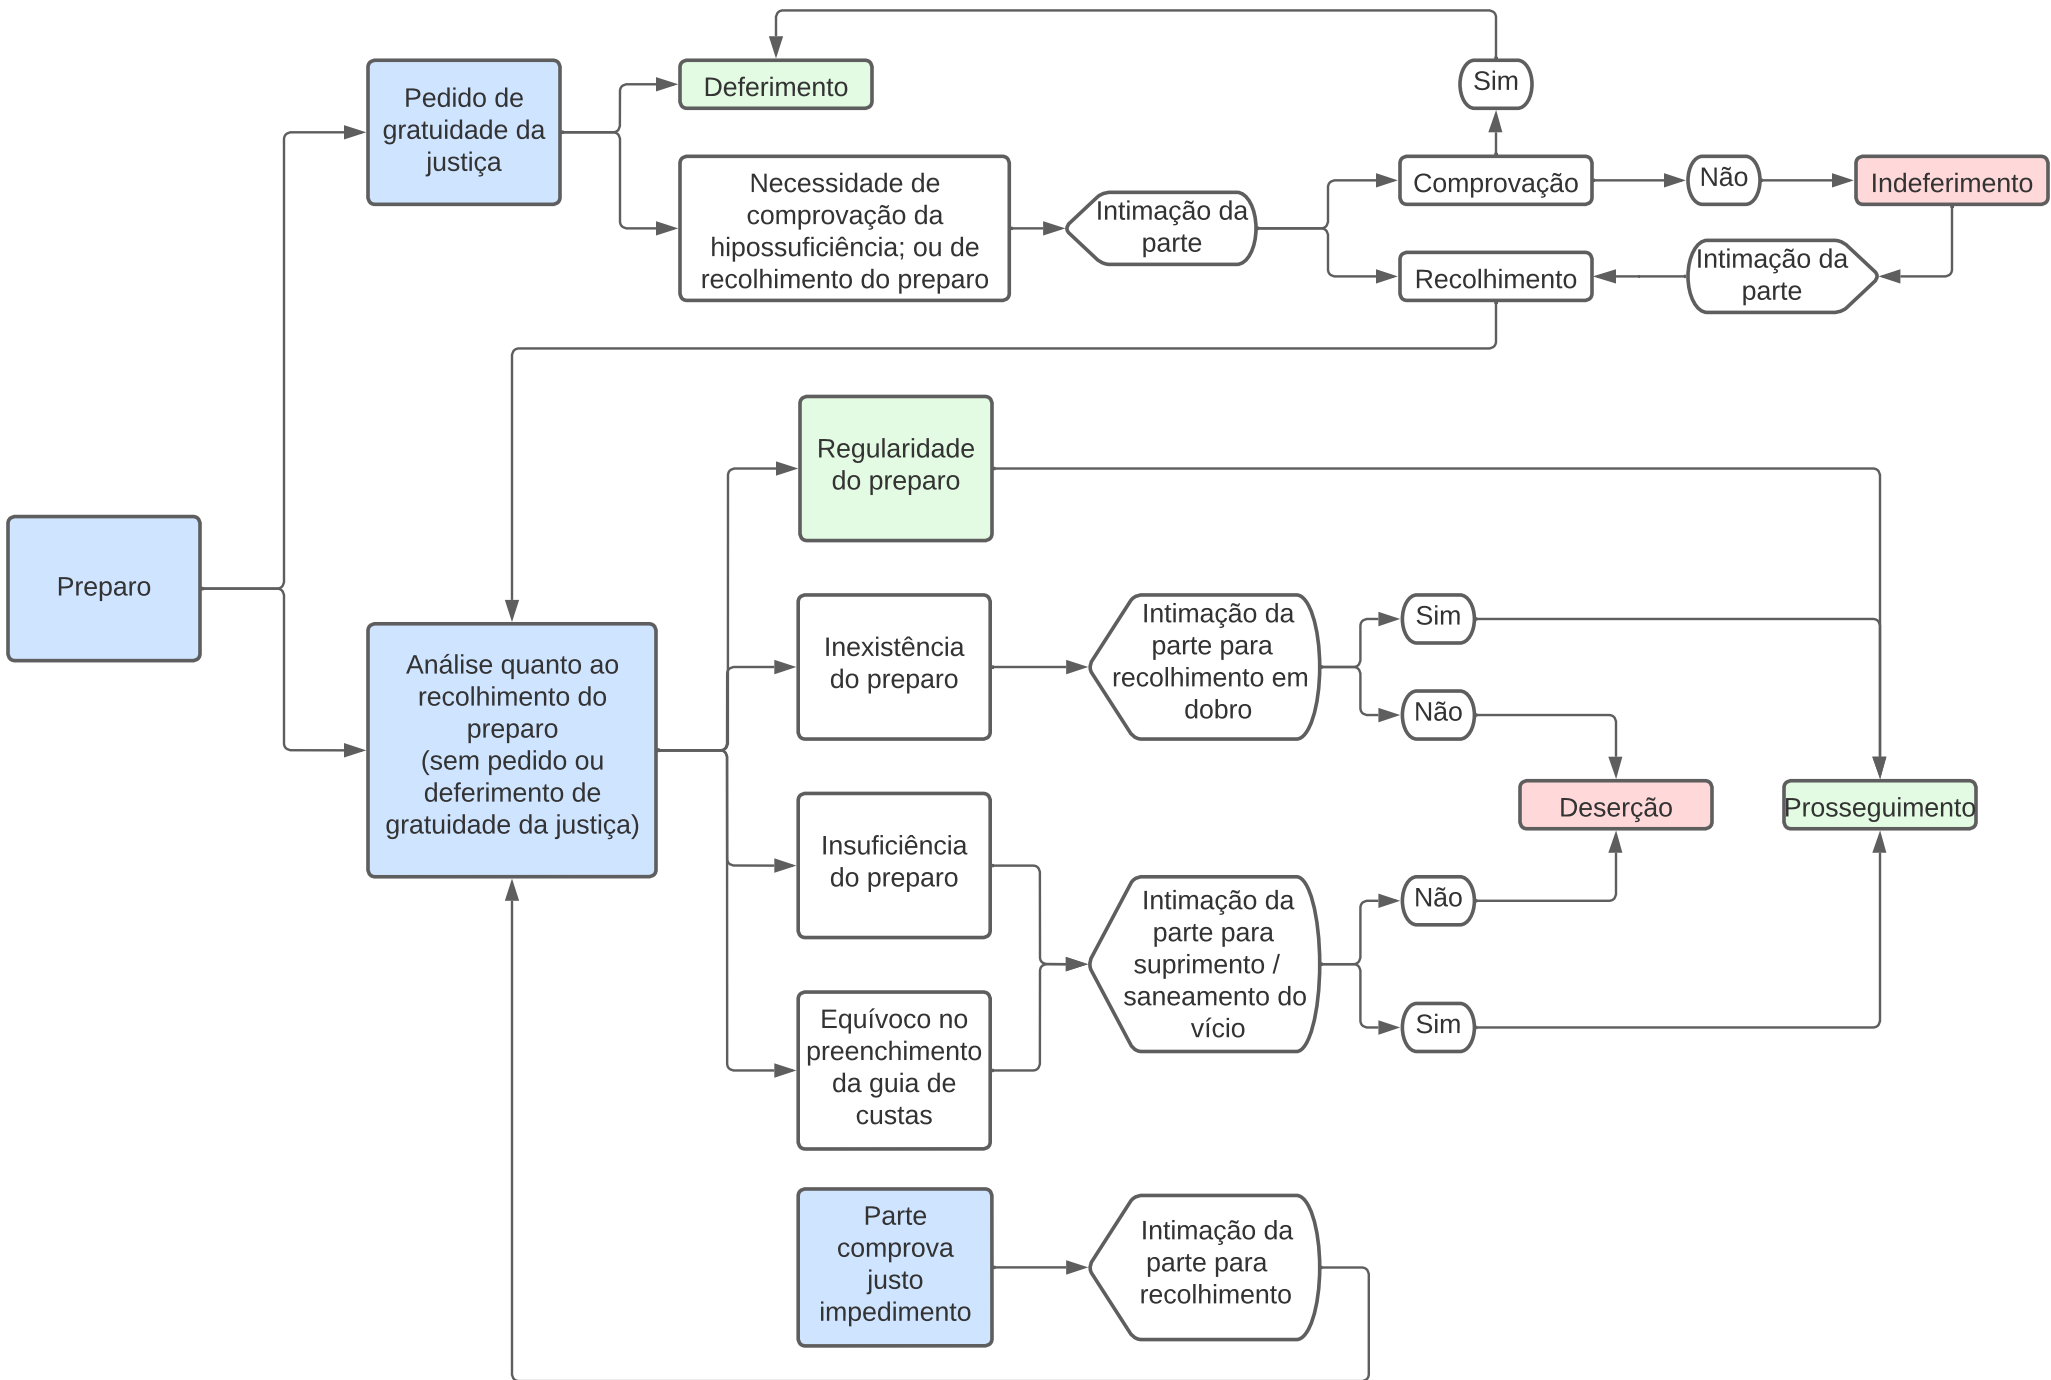 Pedido de
gratuidade da
justiça
Deferimento
Sim
Necessidade de
comprovação da
hipossuficiência; ou de
recolhimento do preparo
Intimação da
parte
Comprovação
Não
Indeferimento
Recolhimento
Intimação da
parte
Preparo
Análise quanto ao
recolhimento do
preparo
(sem pedido ou
deferimento de
gratuidade da justiça)
Regularidade
do preparo
Inexistência
do preparo
Intimação da
parte para
recolhimento em
dobro
Sim
Não
Deserção
Prosseguimento
Insuficiência
do preparo
Intimação da
parte para
suprimento /
saneamento do
vício
Não
Sim
Equívoco no
preenchimento
da guia de
custas
Parte
comprova
justo
impedimento
Intimação da
parte para
recolhimento